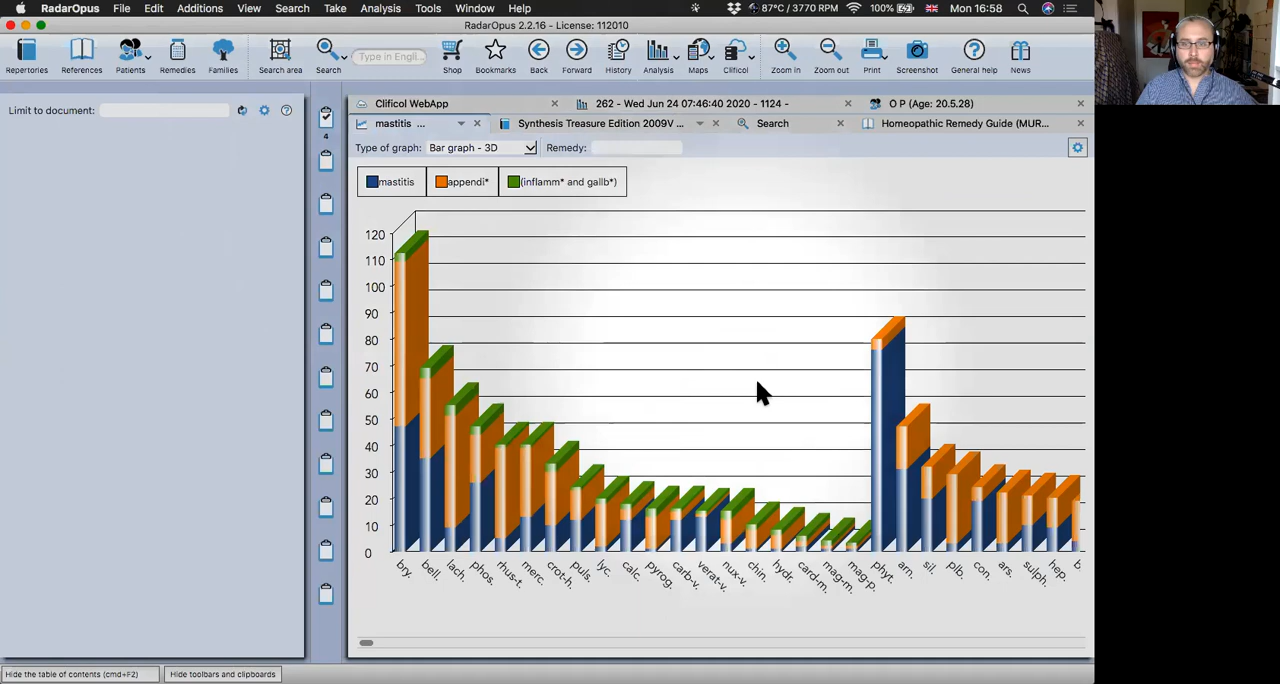 RadarOpus File Edit Additions View Search Take Analysis Tools Window Help 87°C / 3770 RPM 100% Mon 16:58
RadarOpus 2.2.16 - License: 112010
Type in Engl...
Repertories References Patients Remedies Families Search area Search Shop Bookmarks Back Forward History Analysis Maps Clificol Zoom in Zoom out Print Screenshot General help News
Limit to document:
Clificol WebApp 262 - Wed Jun 24 07:46:40 2020 - 1124 - O P (Age: 20.5.28)
mastitis ... Synthesis Treasure Edition 2009V ... Search Homeopathic Remedy Guide (MUR...
4
Type of graph: Bar graph - 3D Remedy:
mastitis appendi* (inflamm* and gallb*)
120
110
100
90
80
70
60
50
40
30
20
10
0
bry. bell. lach. phos. rhus-t. merc. crot-h. puls. lyc. calc. pyrog. carb-v. verat-v. nux-v. chin. hydr. card-m. mag-m. mag-p. phyt. arn. sil. plb. con. ars. sulph. hep. b
Hide the table of contents (cmd+F2) Hide toolbars and clipboards